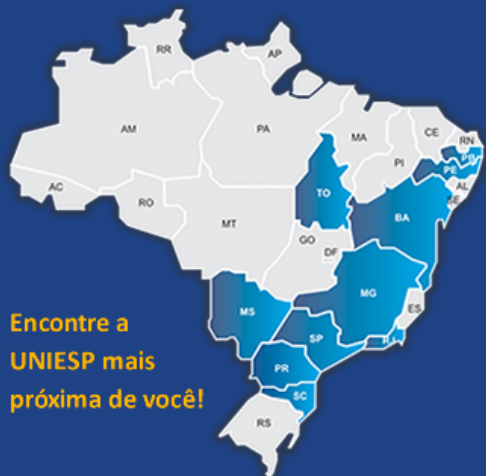 RR
AP
AM
PA
MA
CE
RN
PB
PI
PE
AC
AL
TO
SE
RO
BA
MT
GO
DF
MG
MS
ES
SP
RJ
PR
SC
RS
Encontre a
UNIESP mais
próxima de você!